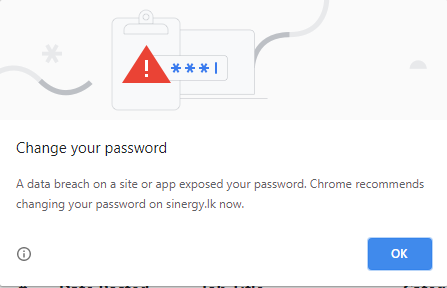 ***|
Change your password
A data breach on a site or app exposed your password. Chrome recommends
changing your password on sinergy.lk now.
OK